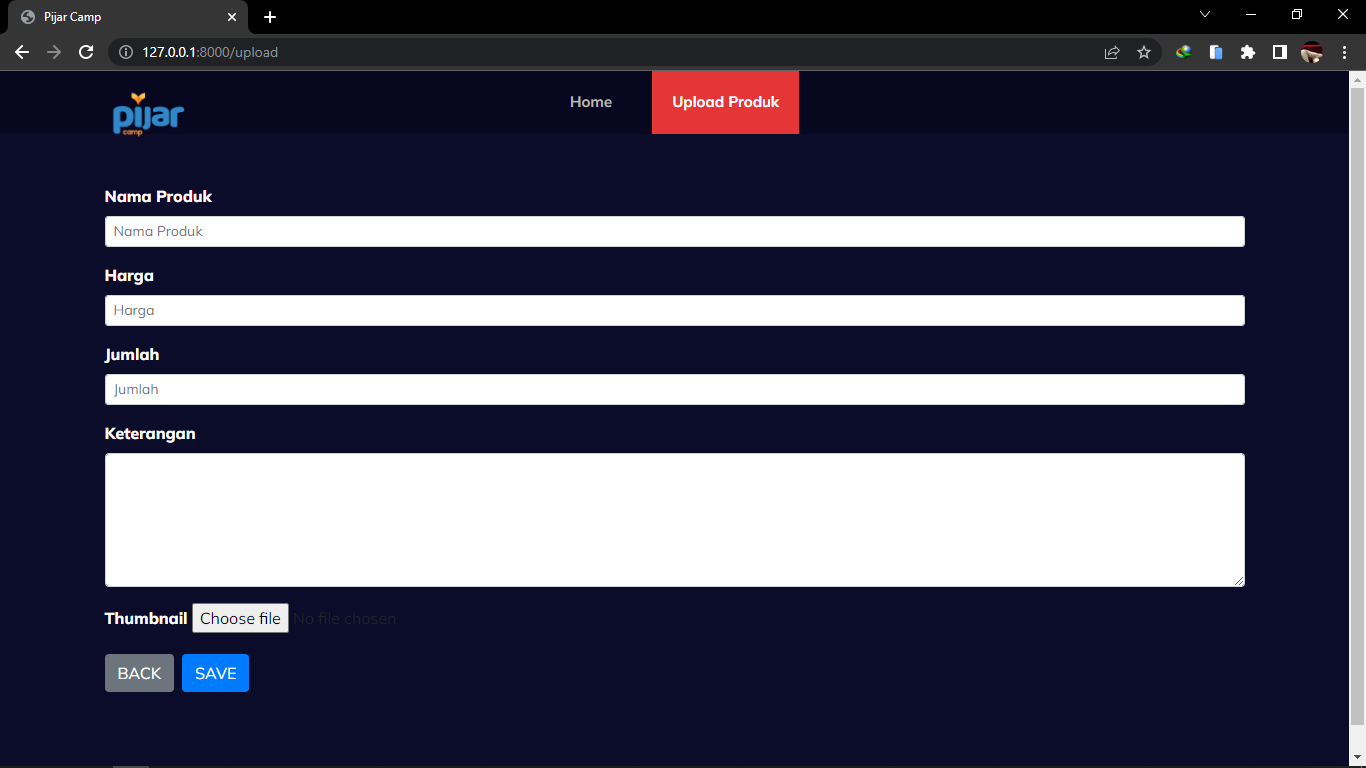 Pijar Camp
127.0.0.1:8000/upload
pijar
camp
Home
Upload Produk
Nama Produk
Nama Produk
Harga
Harga
Jumlah
Jumlah
Keterangan
Thumbnail Choose file No file chosen
BACK SAVE